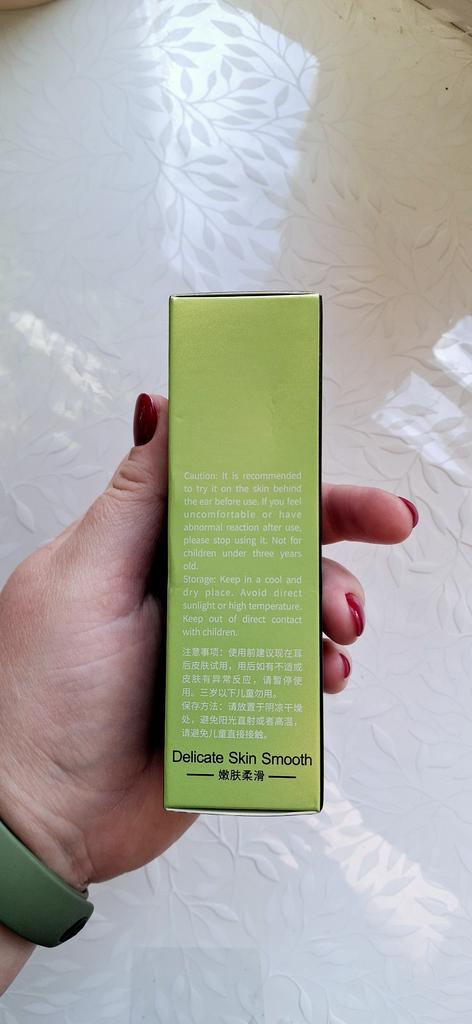 Caution: It is recommended
to try it on the skin behind
the ear before use. If you feel
uncomfortable or have
abnormal reaction after use,
please stop using it. Not for
children under three years
old.
Storage: Keep in a cool and
dry place. Avoid direct
sunlight or high temperature.
Keep out of direct contact
with children.
注意事项：使用前建议现在耳
后皮肤试用，用后如有不适或
皮肤有异常反应，请暂停使
用。三岁以下儿童勿用。
保存方法：请放置于阴凉干燥
处，避免阳光直射或者高温，
请避免儿童直接接触。
Delicate Skin Smooth
嫩肤柔滑